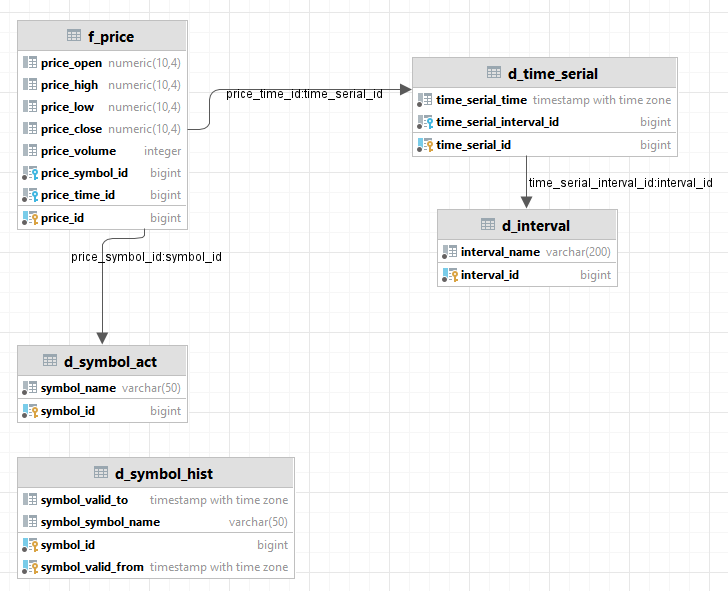 f_price
price_open numeric(10,4)
price_high numeric(10,4)
price_low numeric(10,4)
price_close numeric(10,4)
price_volume integer
price_symbol_id bigint
price_time_id bigint
price_id bigint
price_time_id:time_serial_id
d_time_serial
time_serial_time timestamp with time zone
time_serial_interval_id bigint
time_serial_id bigint
time_serial_interval_id:interval_id
d_interval
interval_name varchar(200)
interval_id bigint
price_symbol_id:symbol_id
d_symbol_act
symbol_name varchar(50)
symbol_id bigint
d_symbol_hist
symbol_valid_to timestamp with time zone
symbol_symbol_name varchar(50)
symbol_id bigint
symbol_valid_from timestamp with time zone